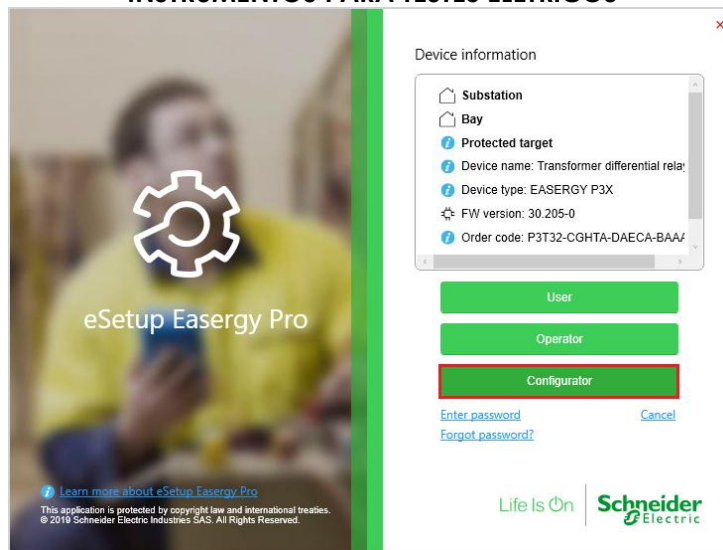 INSTRUMENTOS PARA TESTES ELÉTRICOS
Device information
Substation
Bay
Protected target
Device name: Transformer differential relay
Device type: EASERGY P3X
FW version: 30.205-0
Order code: P3T32-CGHTA-DAECA-BAAA
User
Operator
Configurator
Enter password
Cancel
Forgot password?
eSetup Easergy Pro
Learn more about eSetup Easergy Pro
This application is protected by copyright law and international treaties.
© 2019 Schneider Electric Industries SAS. All Rights Reserved.
Life Is On
Schneider
Electric